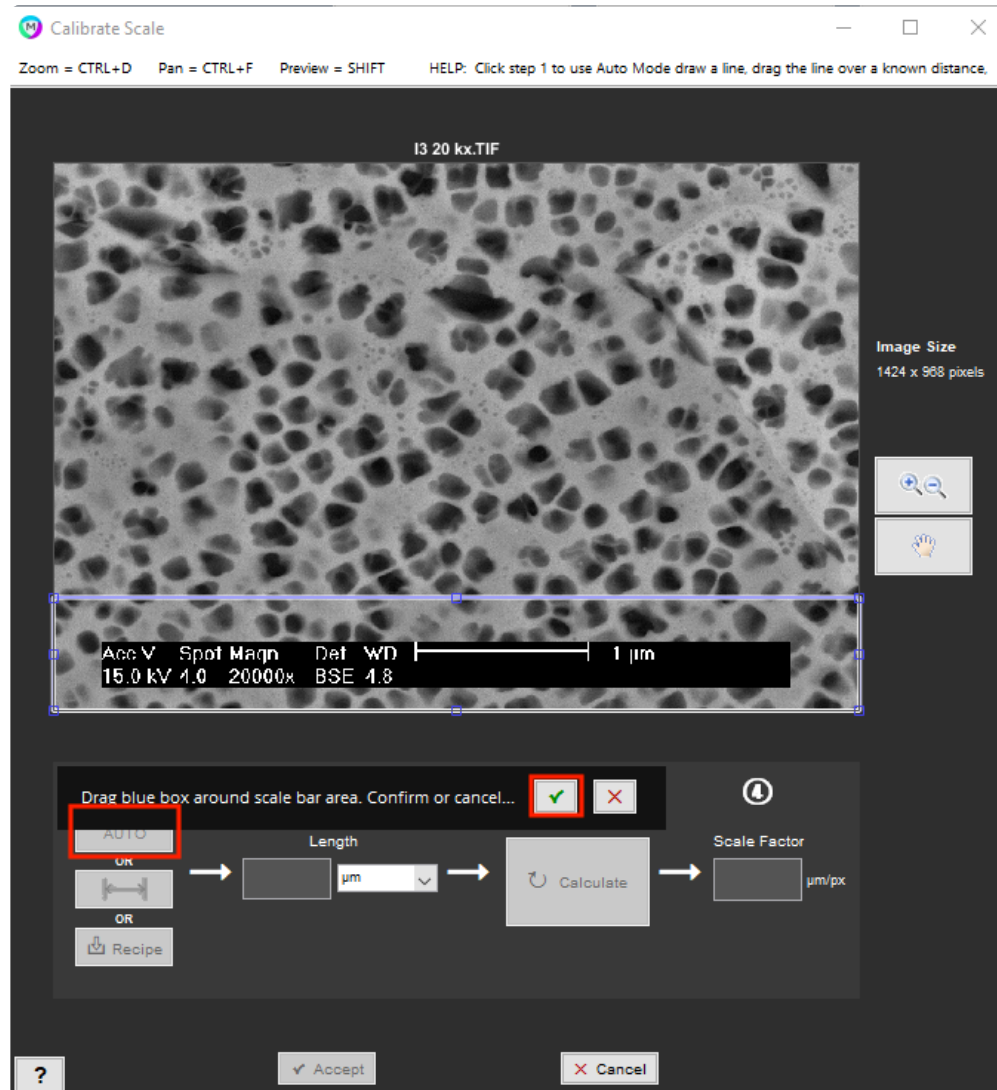 Calibrate Scale
Zoom = CTRL+D Pan = CTRL+F Preview = SHIFT HELP: Click step 1 to use Auto Mode draw a line, drag the line over a known distance,
I3 20 kx.TIF
Image Size
1424 x 968 pixels
Acc V Spot Magn Det WD 1 µm
15.0 kV 4.0 20000x BSE 4.8
Drag blue box around scale bar area. Confirm or cancel...
4
AUTO
OR
Length
Scale Factor
µm
Calculate
µm/px
OR
Recipe
? Accept Cancel